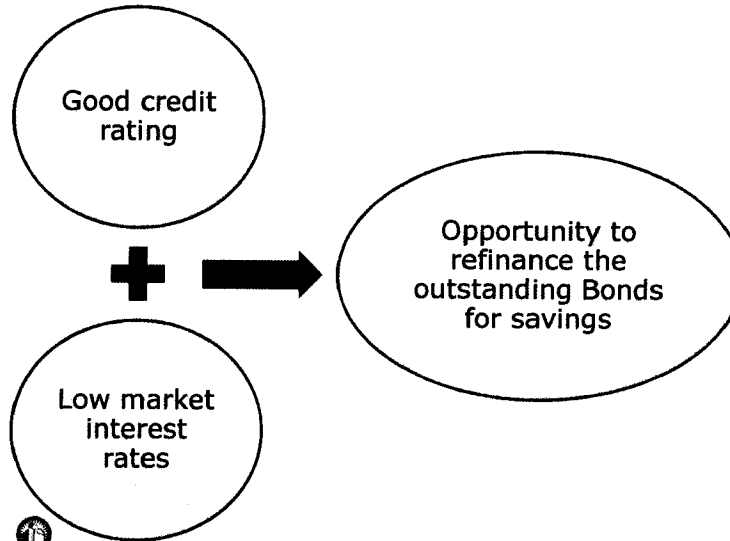 Good credit
rating
Low market
interest
rates
Opportunity to
refinance the
outstanding Bonds
for savings